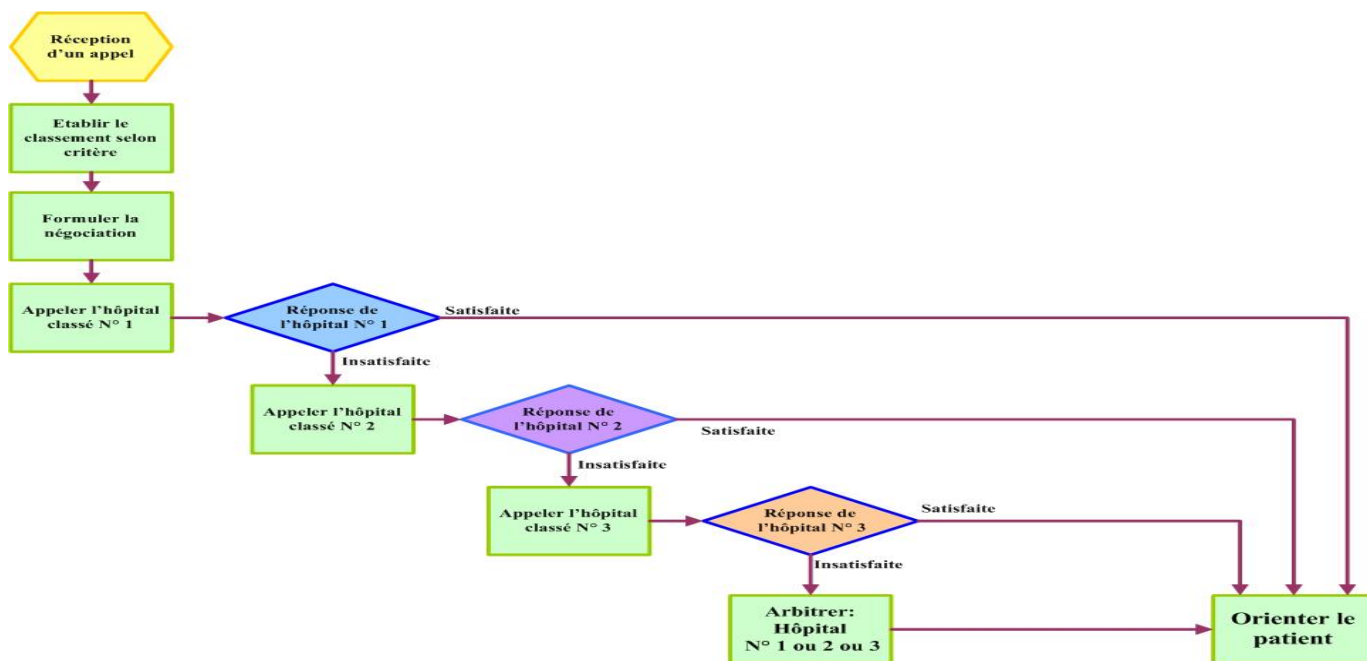 Réception
d'un appel
Etablir le
classement selon
critère
Formuler la
négociation
Appeler l'hôpital
classé N° 1
Réponse de
l'hôpital N° 1
Satisfaite
Insatisfaite
Appeler l'hôpital
classé N° 2
Réponse de
l'hôpital N° 2
Satisfaite
Insatisfaite
Appeler l'hôpital
classé N° 3
Réponse de
l'hôpital N° 3
Satisfaite
Insatisfaite
Arbitrer:
Hôpital
N° 1 ou 2 ou 3
Orienter le
patient